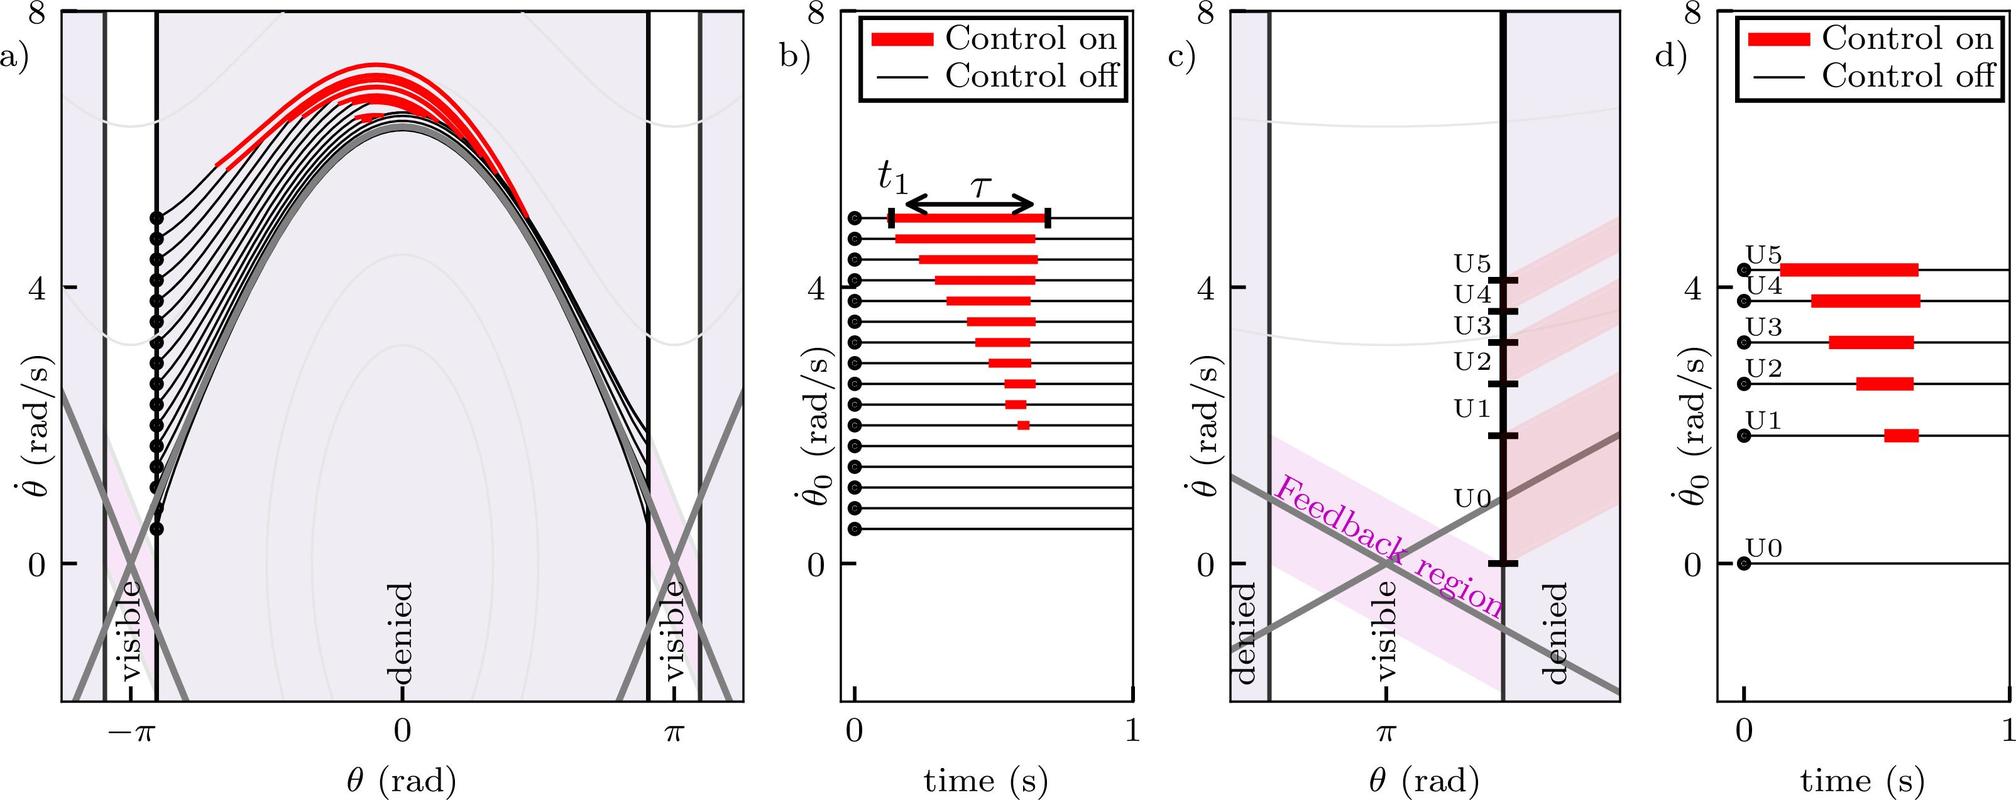 a)
8
4
0
θ̇ (rad/s)
visible
denied
visible
−π
0
π
θ (rad)
b)
8
4
0
θ̇₀ (rad/s)
Control on
Control off
t₁
τ
0
1
time (s)
c)
8
4
0
θ̇ (rad/s)
U5
U4
U3
U2
U1
U0
Feedback region
denied
visible
denied
π
θ (rad)
d)
8
4
0
θ̇₀ (rad/s)
Control on
Control off
U5
U4
U3
U2
U1
U0
0
1
time (s)